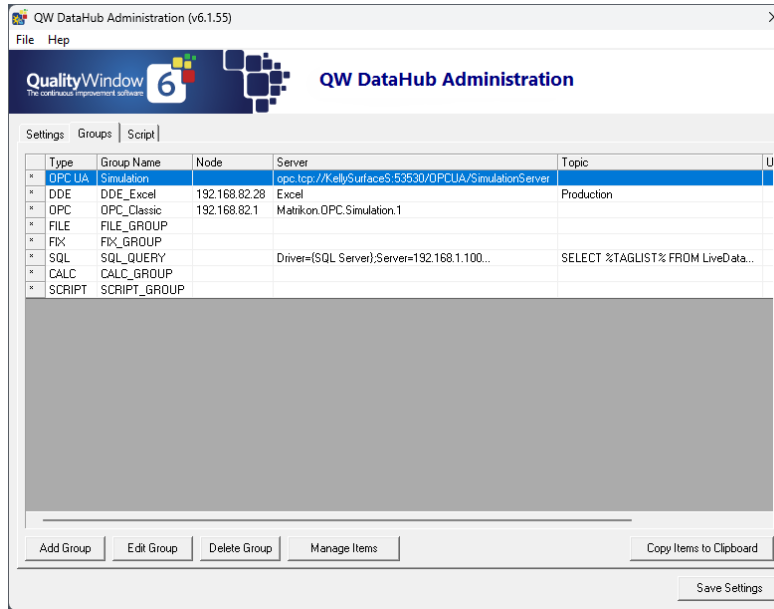 QW DataHub Administration (v6.1.55)
File Hep
QualityWindow 6
The continuous improvement software
QW DataHub Administration
Settings Groups Script
Type Group Name Node Server Topic U
* OPC UA Simulation opc.tcp://KellySurfaceS:53530/OPCUA/SimulationServer
* DDE DDE_Excel 192.168.82.28 Excel Production
* OPC OPC_Classic 192.168.82.1 Matrikon.OPC.Simulation.1
* FILE FILE_GROUP
* FIX FIX_GROUP
* SQL SQL_QUERY Driver={SQL Server};Server=192.168.1.100... SELECT %TAGLIST% FROM LiveData...
* CALC CALC_GROUP
* SCRIPT SCRIPT_GROUP
Add Group Edit Group Delete Group Manage Items Copy Items to Clipboard
Save Settings